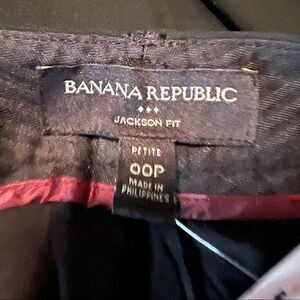 BANANA REPUBLIC
JACKSON FIT
PETITE
00P
MADE IN
PHILIPPINES